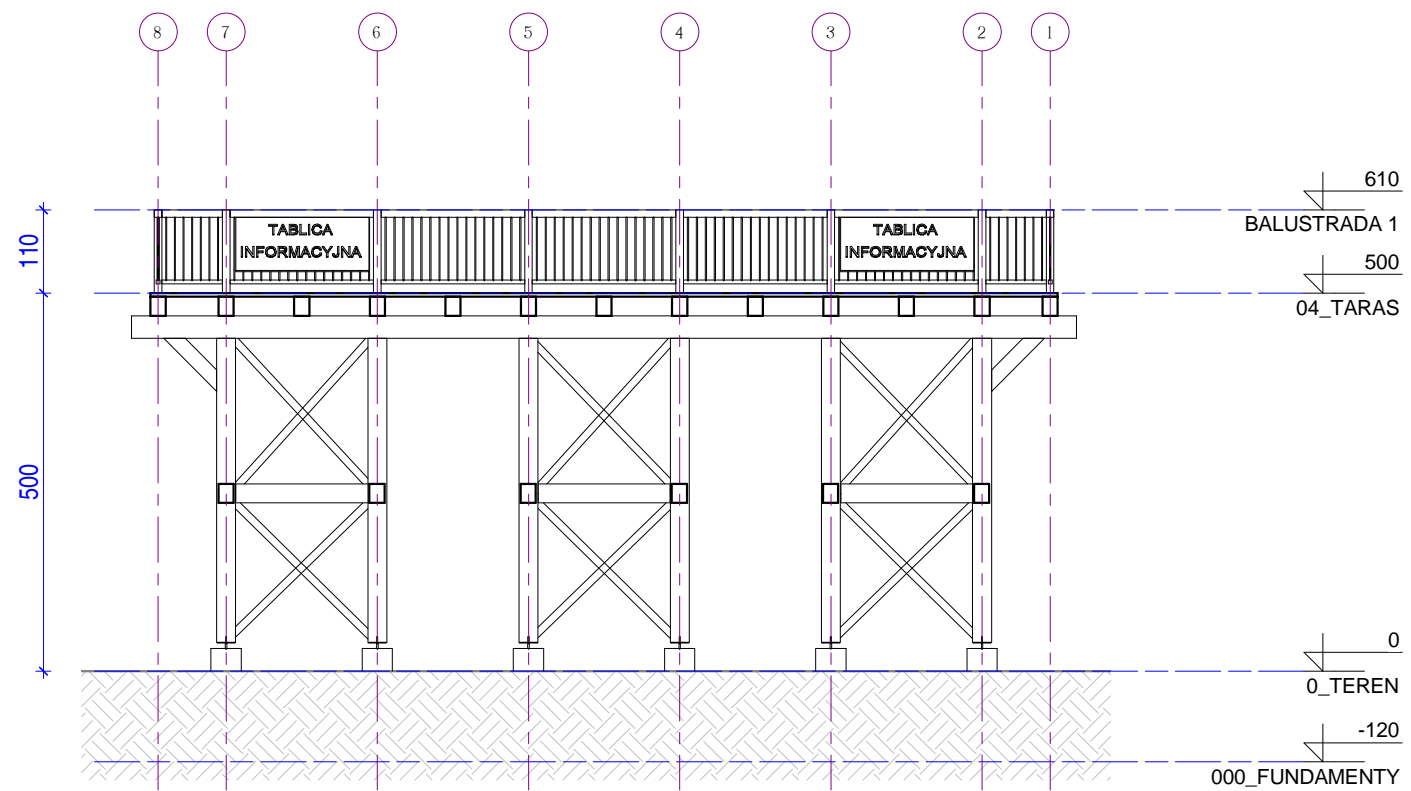 8 7 6 5 4 3 2 1
610
BALUSTRADA 1
110
TABLICA
INFORMACYJNA
TABLICA
INFORMACYJNA
500
04_TARAS
500
0
0_TEREN
-120
000_FUNDAMENTY